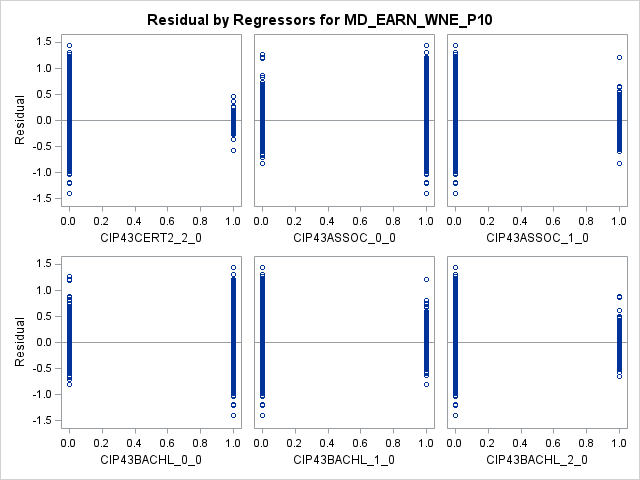 Residual by Regressors for MD_EARN_WNE_P10
1.5
1.0
0.5
0.0
-0.5
-1.0
-1.5
Residual
0.0 0.2 0.4 0.6 0.8 1.0
CIP43CERT2_2_0
0.0 0.2 0.4 0.6 0.8 1.0
CIP43ASSOC_0_0
0.0 0.2 0.4 0.6 0.8 1.0
CIP43ASSOC_1_0
1.5
1.0
0.5
0.0
-0.5
-1.0
-1.5
Residual
0.0 0.2 0.4 0.6 0.8 1.0
CIP43BACHL_0_0
0.0 0.2 0.4 0.6 0.8 1.0
CIP43BACHL_1_0
0.0 0.2 0.4 0.6 0.8 1.0
CIP43BACHL_2_0